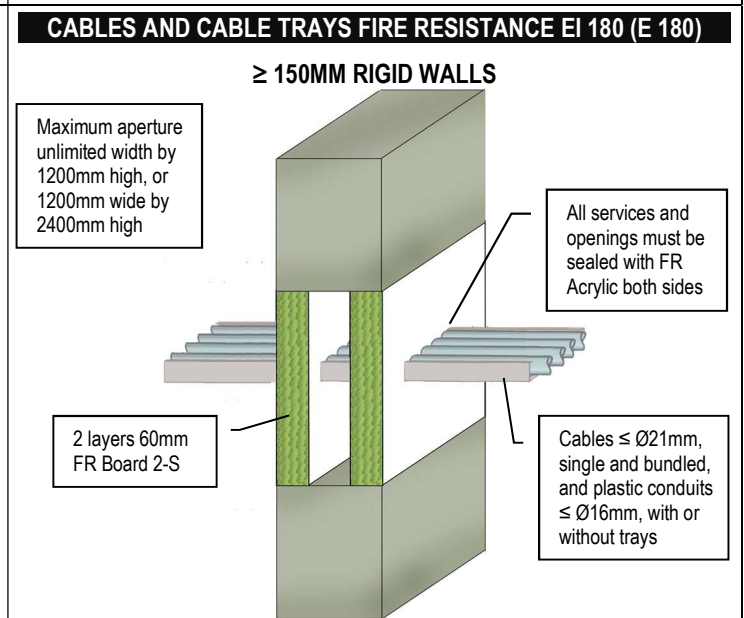 CABLES AND CABLE TRAYS FIRE RESISTANCE EI 180 (E 180)
≥ 150MM RIGID WALLS
Maximum aperture
unlimited width by
1200mm high, or
1200mm wide by
2400mm high
All services and
openings must be
sealed with FR
Acrylic both sides
2 layers 60mm
FR Board 2-S
Cables ≤ Ø21mm,
single and bundled,
and plastic conduits
≤ Ø16mm, with or
without trays